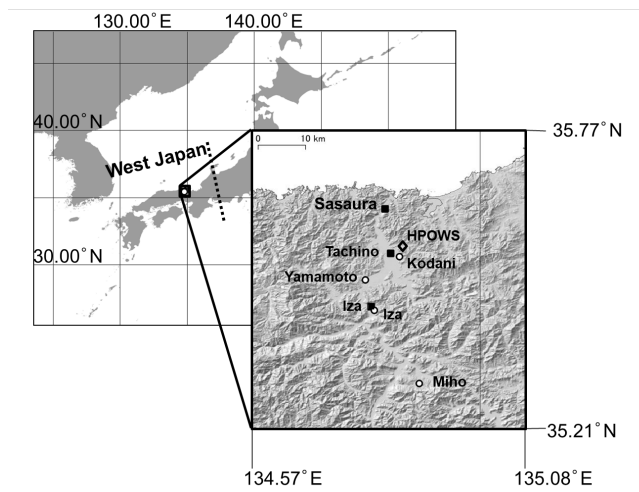 130.00°E 140.00°E
40.00°N
30.00°N
West Japan
35.77°N
0 10 km
Sasaura
HPOWS
Tachino
Kodani
Yamamoto
Iza
Iza
Miho
35.21°N
134.57°E 135.08°E